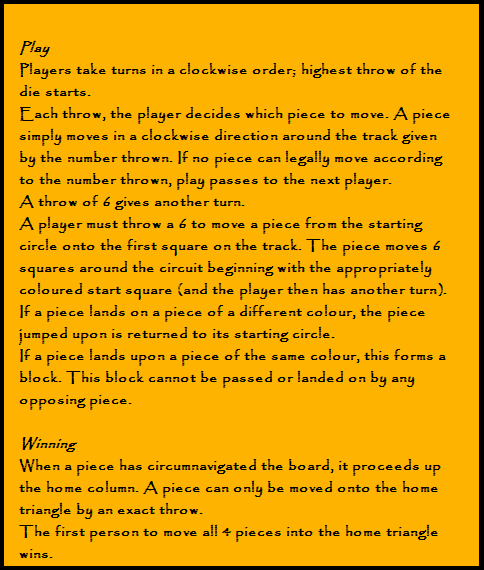 Play
Players take turns in a clockwise order; highest throw of the
die starts.
Each throw, the player decides which piece to move. A piece
simply moves in a clockwise direction around the track given
by the number thrown. If no piece can legally move according
to the number thrown, play passes to the next player.
A throw of 6 gives another turn.
A player must throw a 6 to move a piece from the starting
circle onto the first square on the track. The piece moves 6
squares around the circuit beginning with the appropriately
coloured start square (and the player then has another turn).
If a piece lands on a piece of a different colour, the piece
jumped upon is returned to its starting circle.
If a piece lands upon a piece of the same colour, this forms a
block. This block cannot be passed or landed on by any
opposing piece.
Winning
When a piece has circumnavigated the board, it proceeds up
the home column. A piece can only be moved onto the home
triangle by an exact throw.
The first person to move all 4 pieces into the home triangle
wins.